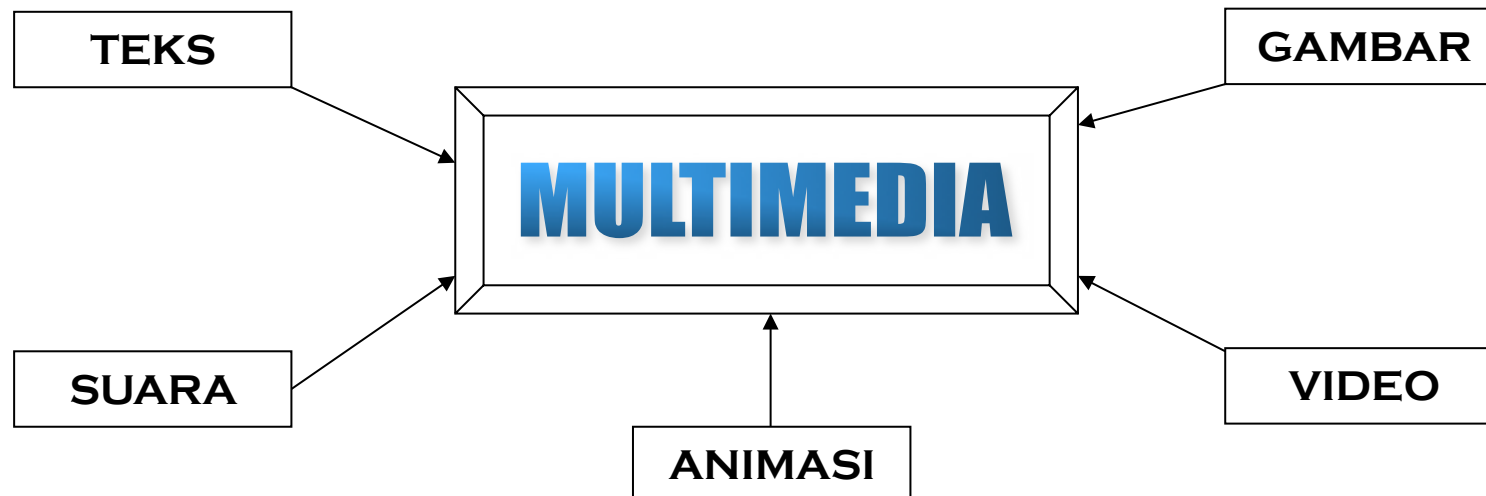 TEKS
GAMBAR
MULTIMEDIA
SUARA
VIDEO
ANIMASI